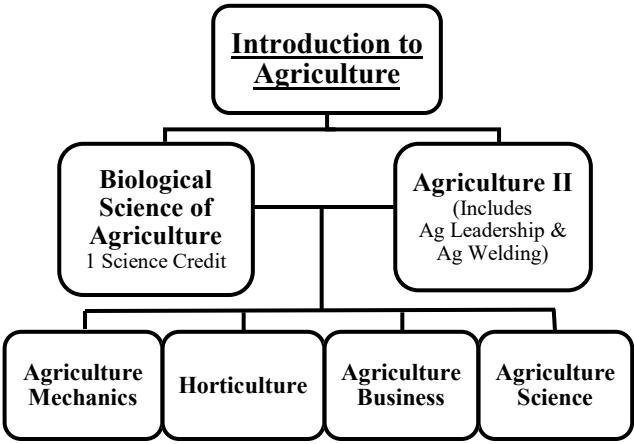 Introduction to
Agriculture
Biological
Science of
Agriculture
1 Science Credit
Agriculture II
(Includes
Ag Leadership &
Ag Welding)
Agriculture
Mechanics
Horticulture
Agriculture
Business
Agriculture
Science